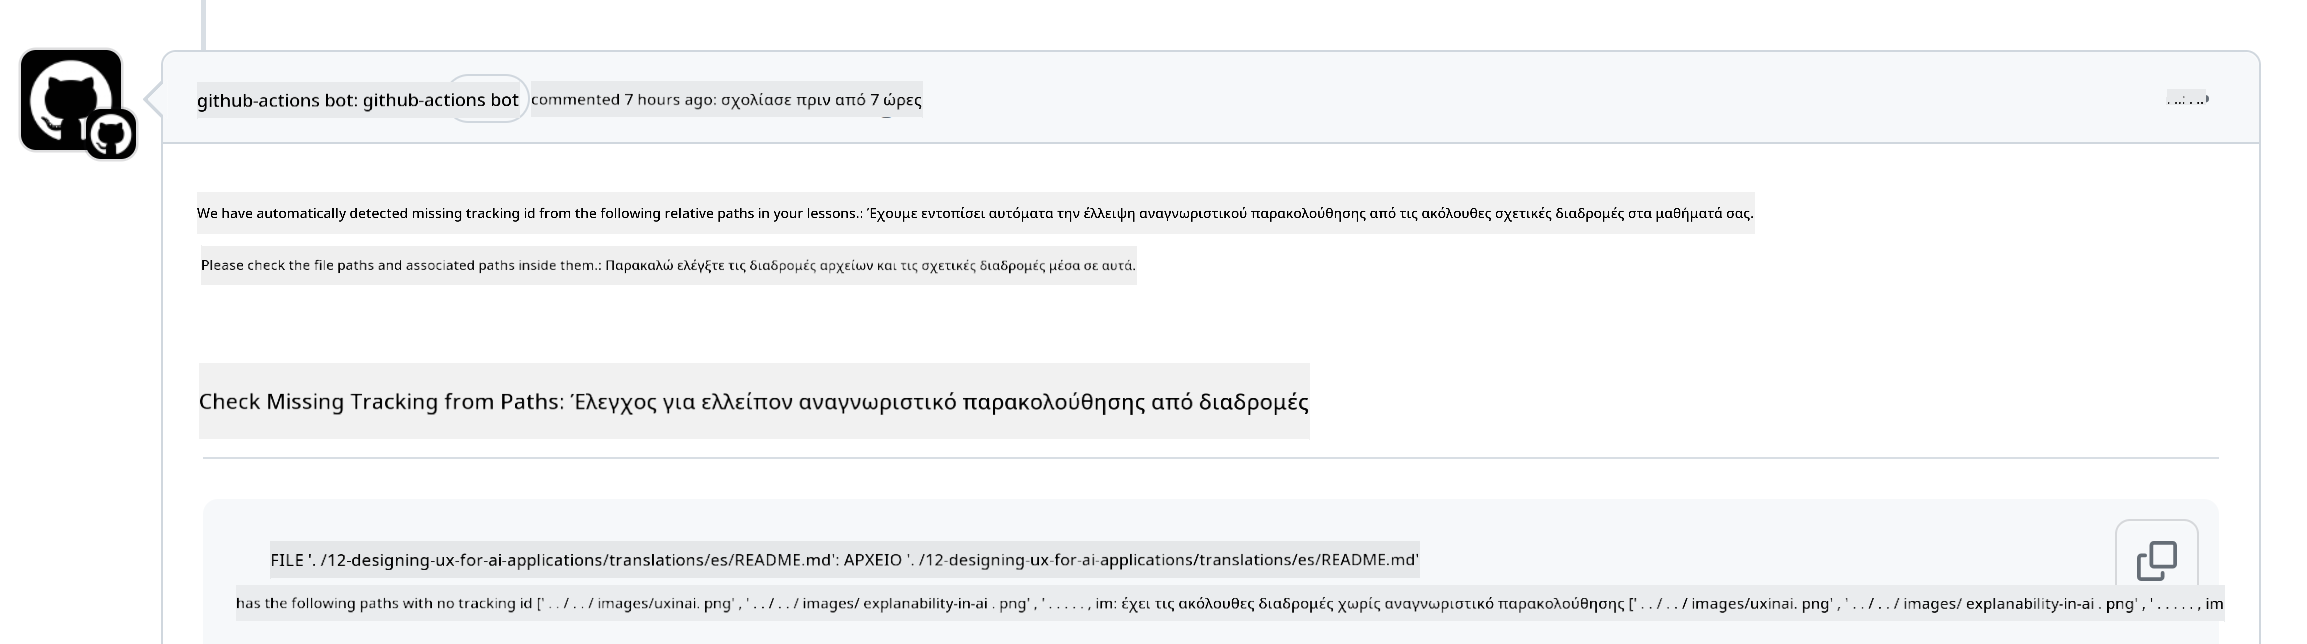 github-actions bot: github-actions bot commented 7 hours ago: σχολίασε πριν από 7 ώρες
We have automatically detected missing tracking id from the following relative paths in your lessons.: Έχουμε εντοπίσει αυτόματα την έλλειψη αναγνωριστικού παρακολούθησης από τις ακόλουθες σχετικές διαδρομές στα μαθήματά σας.
Please check the file paths and associated paths inside them.: Παρακαλώ ελέγξτε τις διαδρομές αρχείων και τις σχετικές διαδρομές μέσα σε αυτά.
Check Missing Tracking from Paths: Έλεγχος για ελλείπον αναγνωριστικό παρακολούθησης από διαδρομές
FILE '. /12-designing-ux-for-ai-applications/translations/es/README.md': ΑΡΧΕΙΟ '. /12-designing-ux-for-ai-applications/translations/es/README.md'
has the following paths with no tracking id [' . . / . . / images/uxinai. png' , ' . . / . . / images/ explanability-in-ai . png' , ' . . . . . , im: έχει τις ακόλουθες διαδρομές χωρίς αναγνωριστικό παρακολούθησης [' . . / . . / images/uxinai. png' , ' . . / . . / images/ explanability-in-ai . png' , ' . . . . . , im